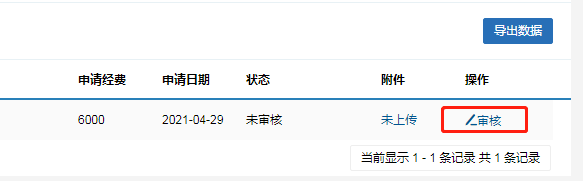 导出数据
申请经费 申请日期 状态 附件 操作
6000 2021-04-29 未审核 未上传 审核
当前显示 1 - 1 条记录 共 1 条记录